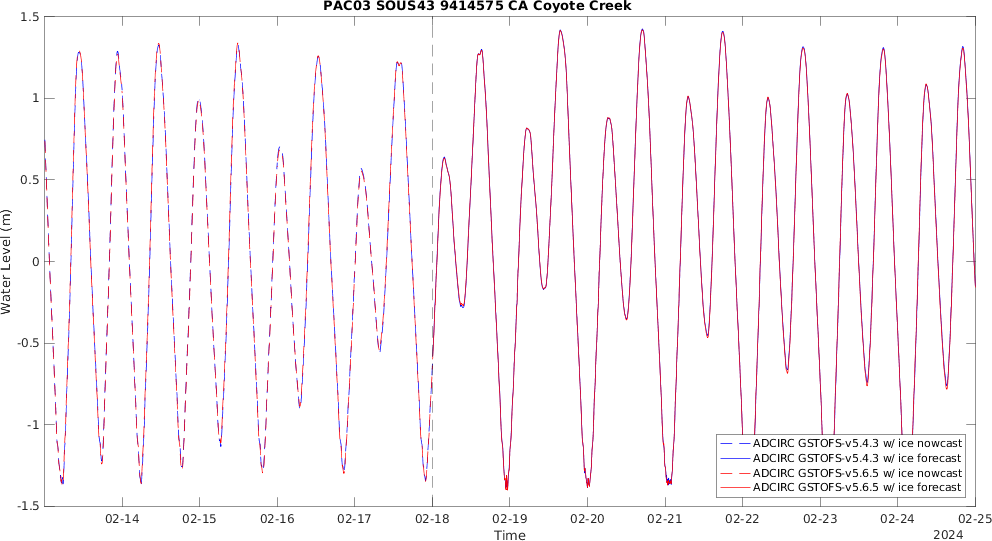 PAC03 SOUS43 9414575 CA Coyote Creek
1.5
1
0.5
0
-0.5
-1
-1.5
Water Level (m)
ADCIRC GSTOFS-v5.4.3 w/ ice nowcast
ADCIRC GSTOFS-v5.4.3 w/ ice forecast
ADCIRC GSTOFS-v5.6.5 w/ ice nowcast
ADCIRC GSTOFS-v5.6.5 w/ ice forecast
02-14 02-15 02-16 02-17 02-18 02-19 02-20 02-21 02-22 02-23 02-24 02-25
Time
2024